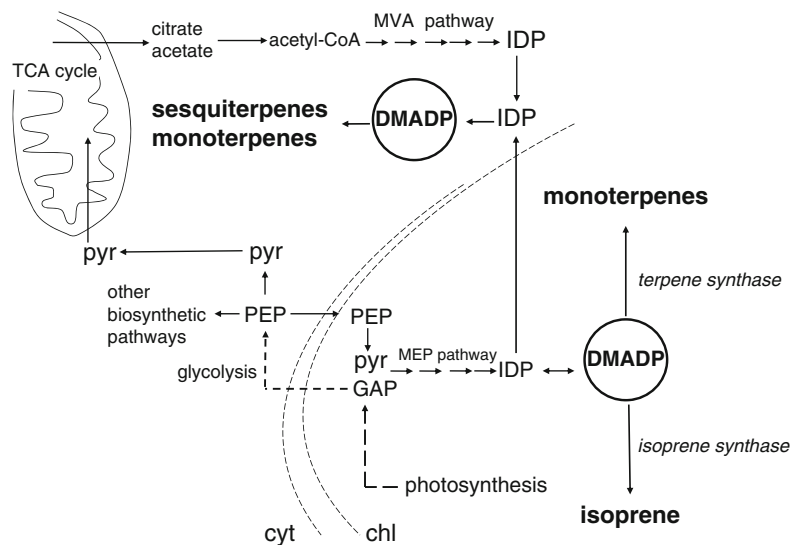 citrate
acetate
acetyl-CoA
MVA pathway
IDP
TCA cycle
sesquiterpenes
monoterpenes
DMADP
IDP
monoterpenes
terpene synthase
pyr
pyr
other
biosynthetic
pathways
PEP
PEP
glycolysis
pyr
GAP
MEP pathway
IDP
DMADP
isoprene synthase
photosynthesis
isoprene
cyt
chl